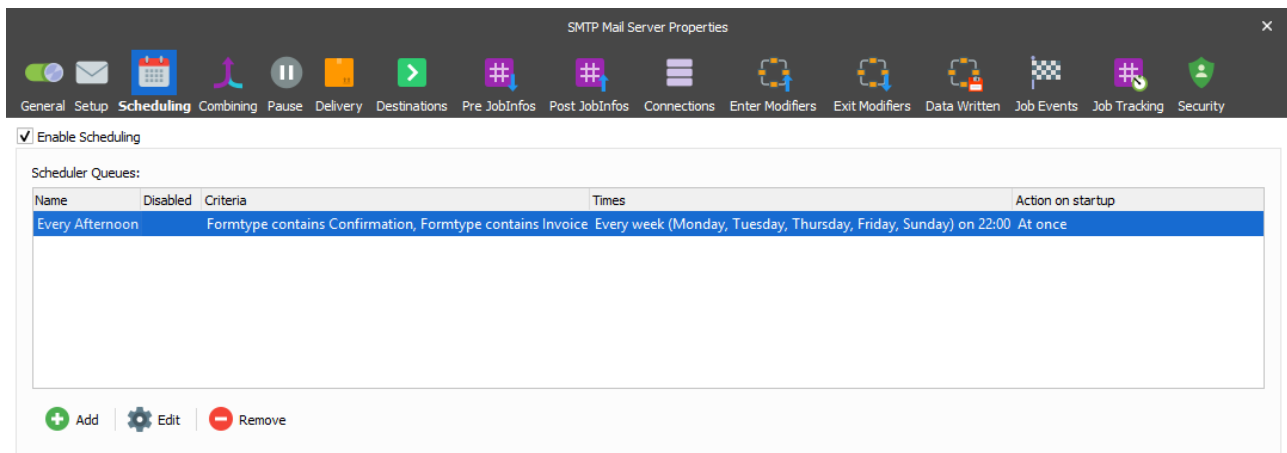 SMTP Mail Server Properties
General Setup Scheduling Combining Pause Delivery Destinations Pre JobInfos Post JobInfos Connections Enter Modifiers Exit Modifiers Data Written Job Events Job Tracking Security
Enable Scheduling
Scheduler Queues:
Name Disabled Criteria Times Action on startup
Every Afternoon Formtype contains Confirmation, Formtype contains Invoice Every week (Monday, Tuesday, Thursday, Friday, Sunday) on 22:00 At once
Add Edit Remove